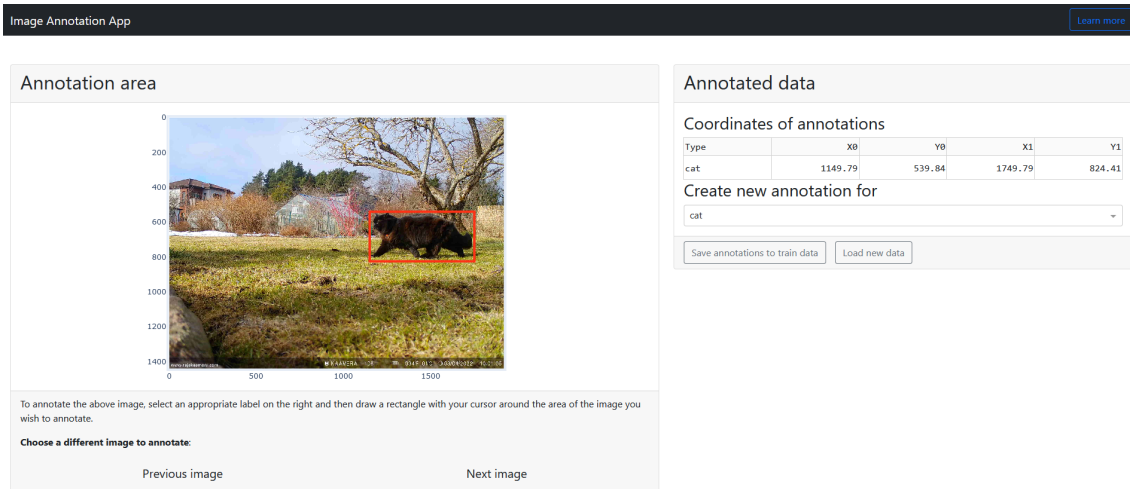 Image Annotation App
Learn more
Annotation area
0
200
400
600
800
1000
1200
1400
0 500 1000 1500
To annotate the above image, select an appropriate label on the right and then draw a rectangle with your cursor around the area of the image you
wish to annotate.
Choose a different image to annotate:
Previous image Next image
Annotated data
Coordinates of annotations
Type X0 Y0 X1 Y1
cat 1149.79 539.84 1749.79 824.41
Create new annotation for
cat
Save annotations to train data Load new data